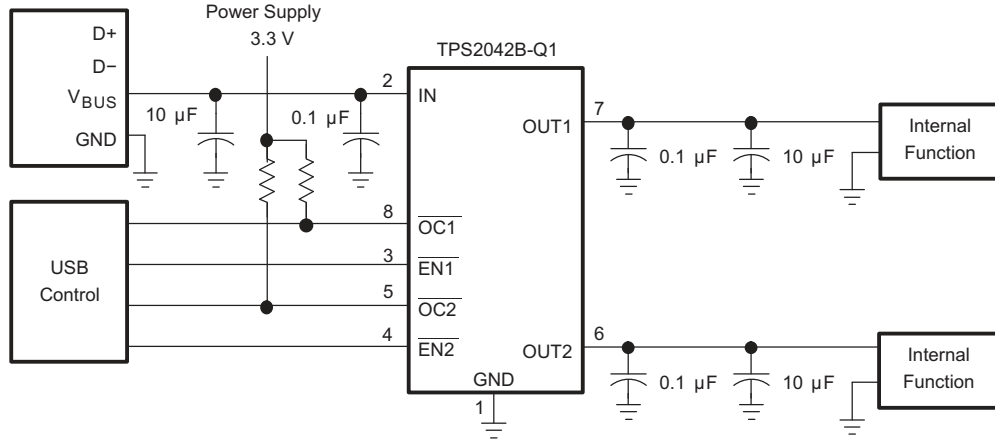 Power Supply
3.3 V
TPS2042B-Q1
D+
D−
VBUS
GND
10 µF
0.1 µF
2
IN
7
OUT1
0.1 µF
10 µF
Internal
Function
USB
Control
8
OC1
3
EN1
5
OC2
4
EN2
6
OUT2
0.1 µF
10 µF
Internal
Function
GND
1